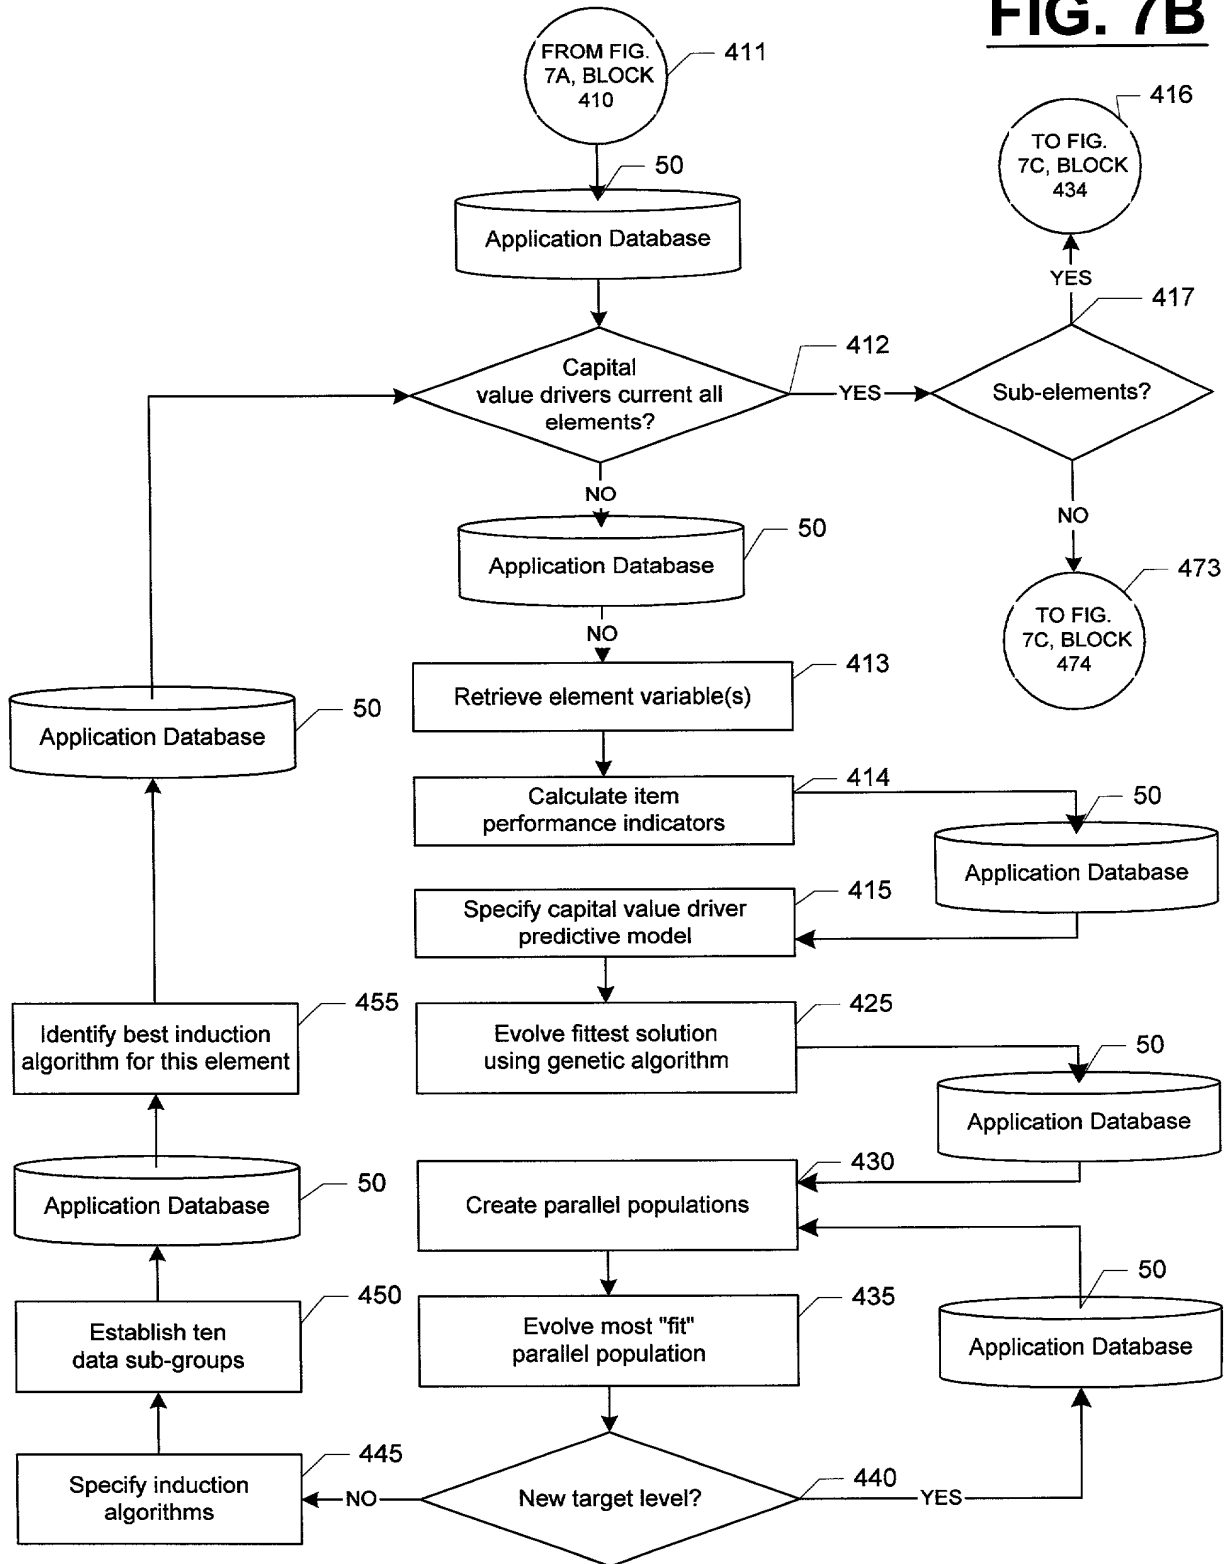 FIG. 7B
FROM FIG.
7A, BLOCK
410
411
416
TO FIG.
7C, BLOCK
434
50
Application Database
YES
417
412
Capital
value drivers current all
elements?
YES
Sub-elements?
NO
50
Application Database
NO
473
TO FIG.
7C, BLOCK
474
NO
413
Retrieve element variable(s)
50
Application Database
414
Calculate item
performance indicators
50
Application Database
415
Specify capital value driver
predictive model
455
Identify best induction
algorithm for this element
425
Evolve fittest solution
using genetic algorithm
50
Application Database
430
Create parallel populations
50
Application Database
50
Application Database
450
Establish ten
data sub-groups
435
Evolve most "fit"
parallel population
445
Specify induction
algorithms
NO
New target level?
440
YES